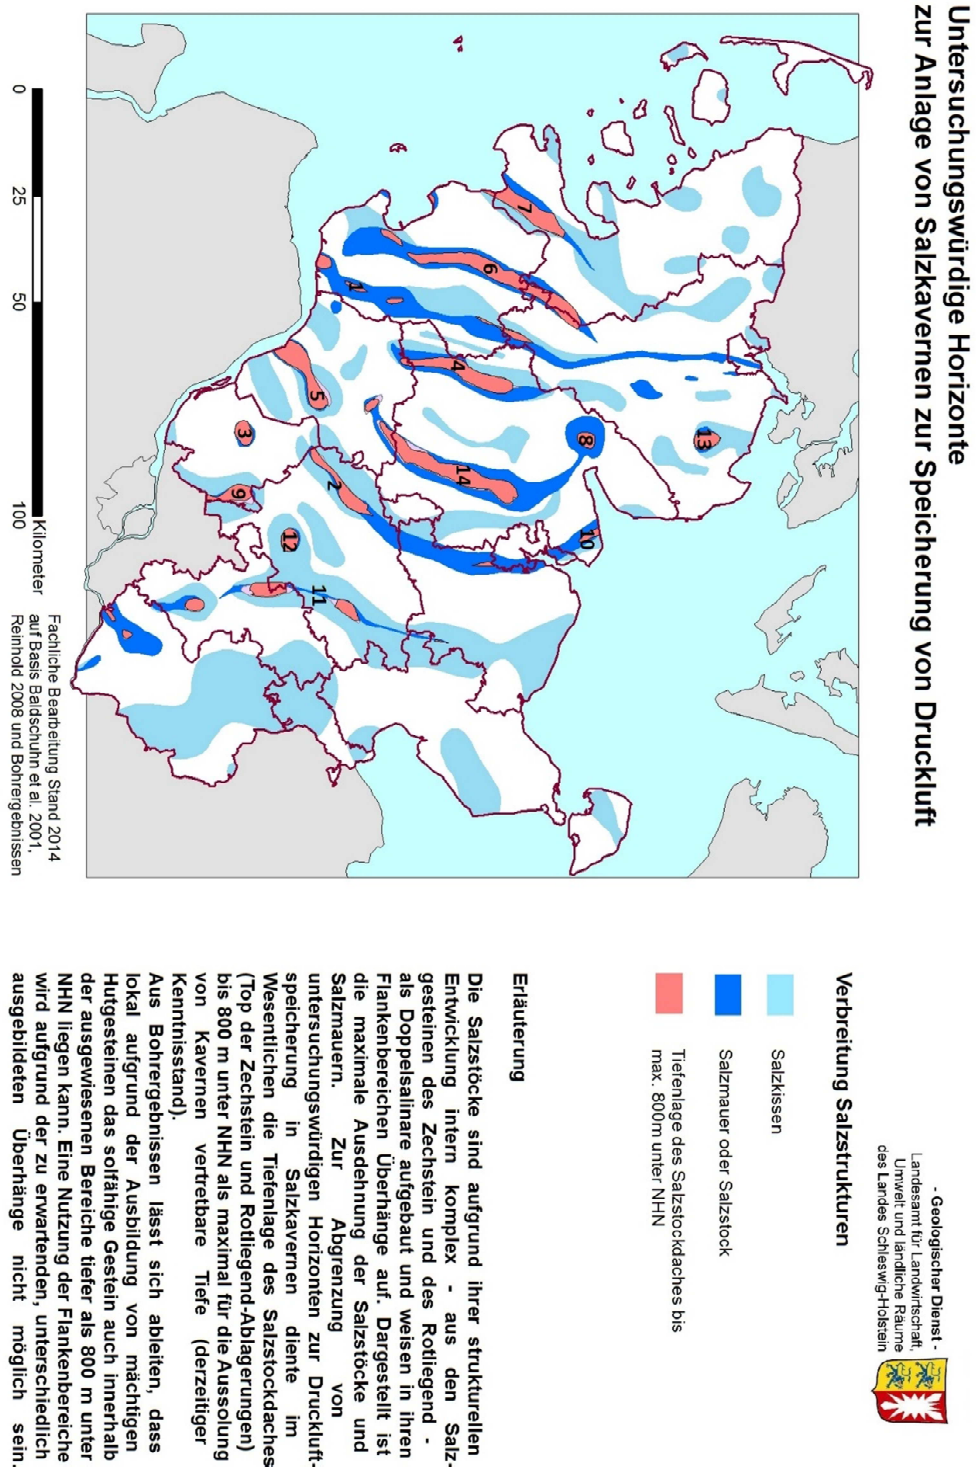 Untersuchungswürdige Horizonte
zur Anlage von Salzkavernen zur Speicherung von Druckluft
- Geologischer Dienst -
Landesamt für Landwirtschaft,
Umwelt und ländliche Räume
des Landes Schleswig-Holstein
7
6
1
4
5
3
9
2
14
8
13
10
12
11
0
25
50
100
Kilometer
Fachliche Bearbeitung Stand 2014
auf Basis Baldschuhn et al. 2001,
Reinhold 2008 und Bohrergebnissen
Verbreitung Salzstrukturen
Salzkissen
Salzmauer oder Salzstock
Tiefenlage des Salzstockdaches bis
max. 800m unter NHN
Erläuterung
Die Salzstöcke sind aufgrund ihrer strukturellen
Entwicklung intern komplex - aus den Salz-
gesteinen des Zechstein und des Rotliegend -
als Doppelsalinare aufgebaut und weisen in ihren
Flankenbereichen Überhänge auf. Dargestellt ist
die maximale Ausdehnung der Salzstöcke und
Salzmauern. Zur Abgrenzung von
untersuchungswürdigen Horizonten zur Druckluft-
speicherung in Salzkavernen diente im
Wesentlichen die Tiefenlage des Salzstockdaches
(Top der Zechstein und Rotliegend-Ablagerungen)
bis 800 m unter NHN als maximal für die Aussolung
von Kavernen vertretbare Tiefe (derzeitiger
Kenntnisstand).
Aus Bohrergebnissen lässt sich ableiten, dass
lokal aufgrund der Ausbildung von mächtigen
Hutgesteinen das solfähige Gestein auch innerhalb
der ausgewiesenen Bereiche tiefer als 800 m unter
NHN liegen kann. Eine Nutzung der Flankenbereiche
wird aufgrund der zu erwartenden, unterschiedlich
ausgebildeten Überhänge nicht möglich sein.